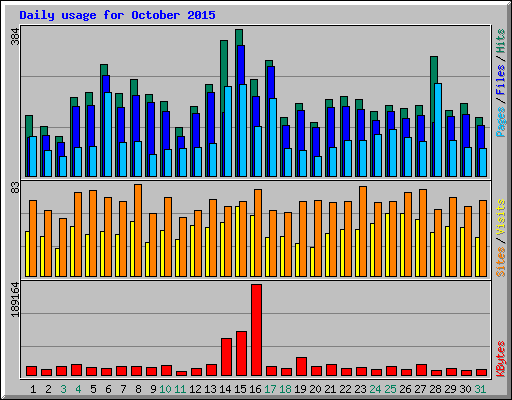 Daily usage for October 2015
384
Pages / Files / Hits
83
Sites / Visits
189164
KBytes
1 2 3 4 5 6 7 8 9 10 11 12 13 14 15 16 17 18 19 20 21 22 23 24 25 26 27 28 29 30 31